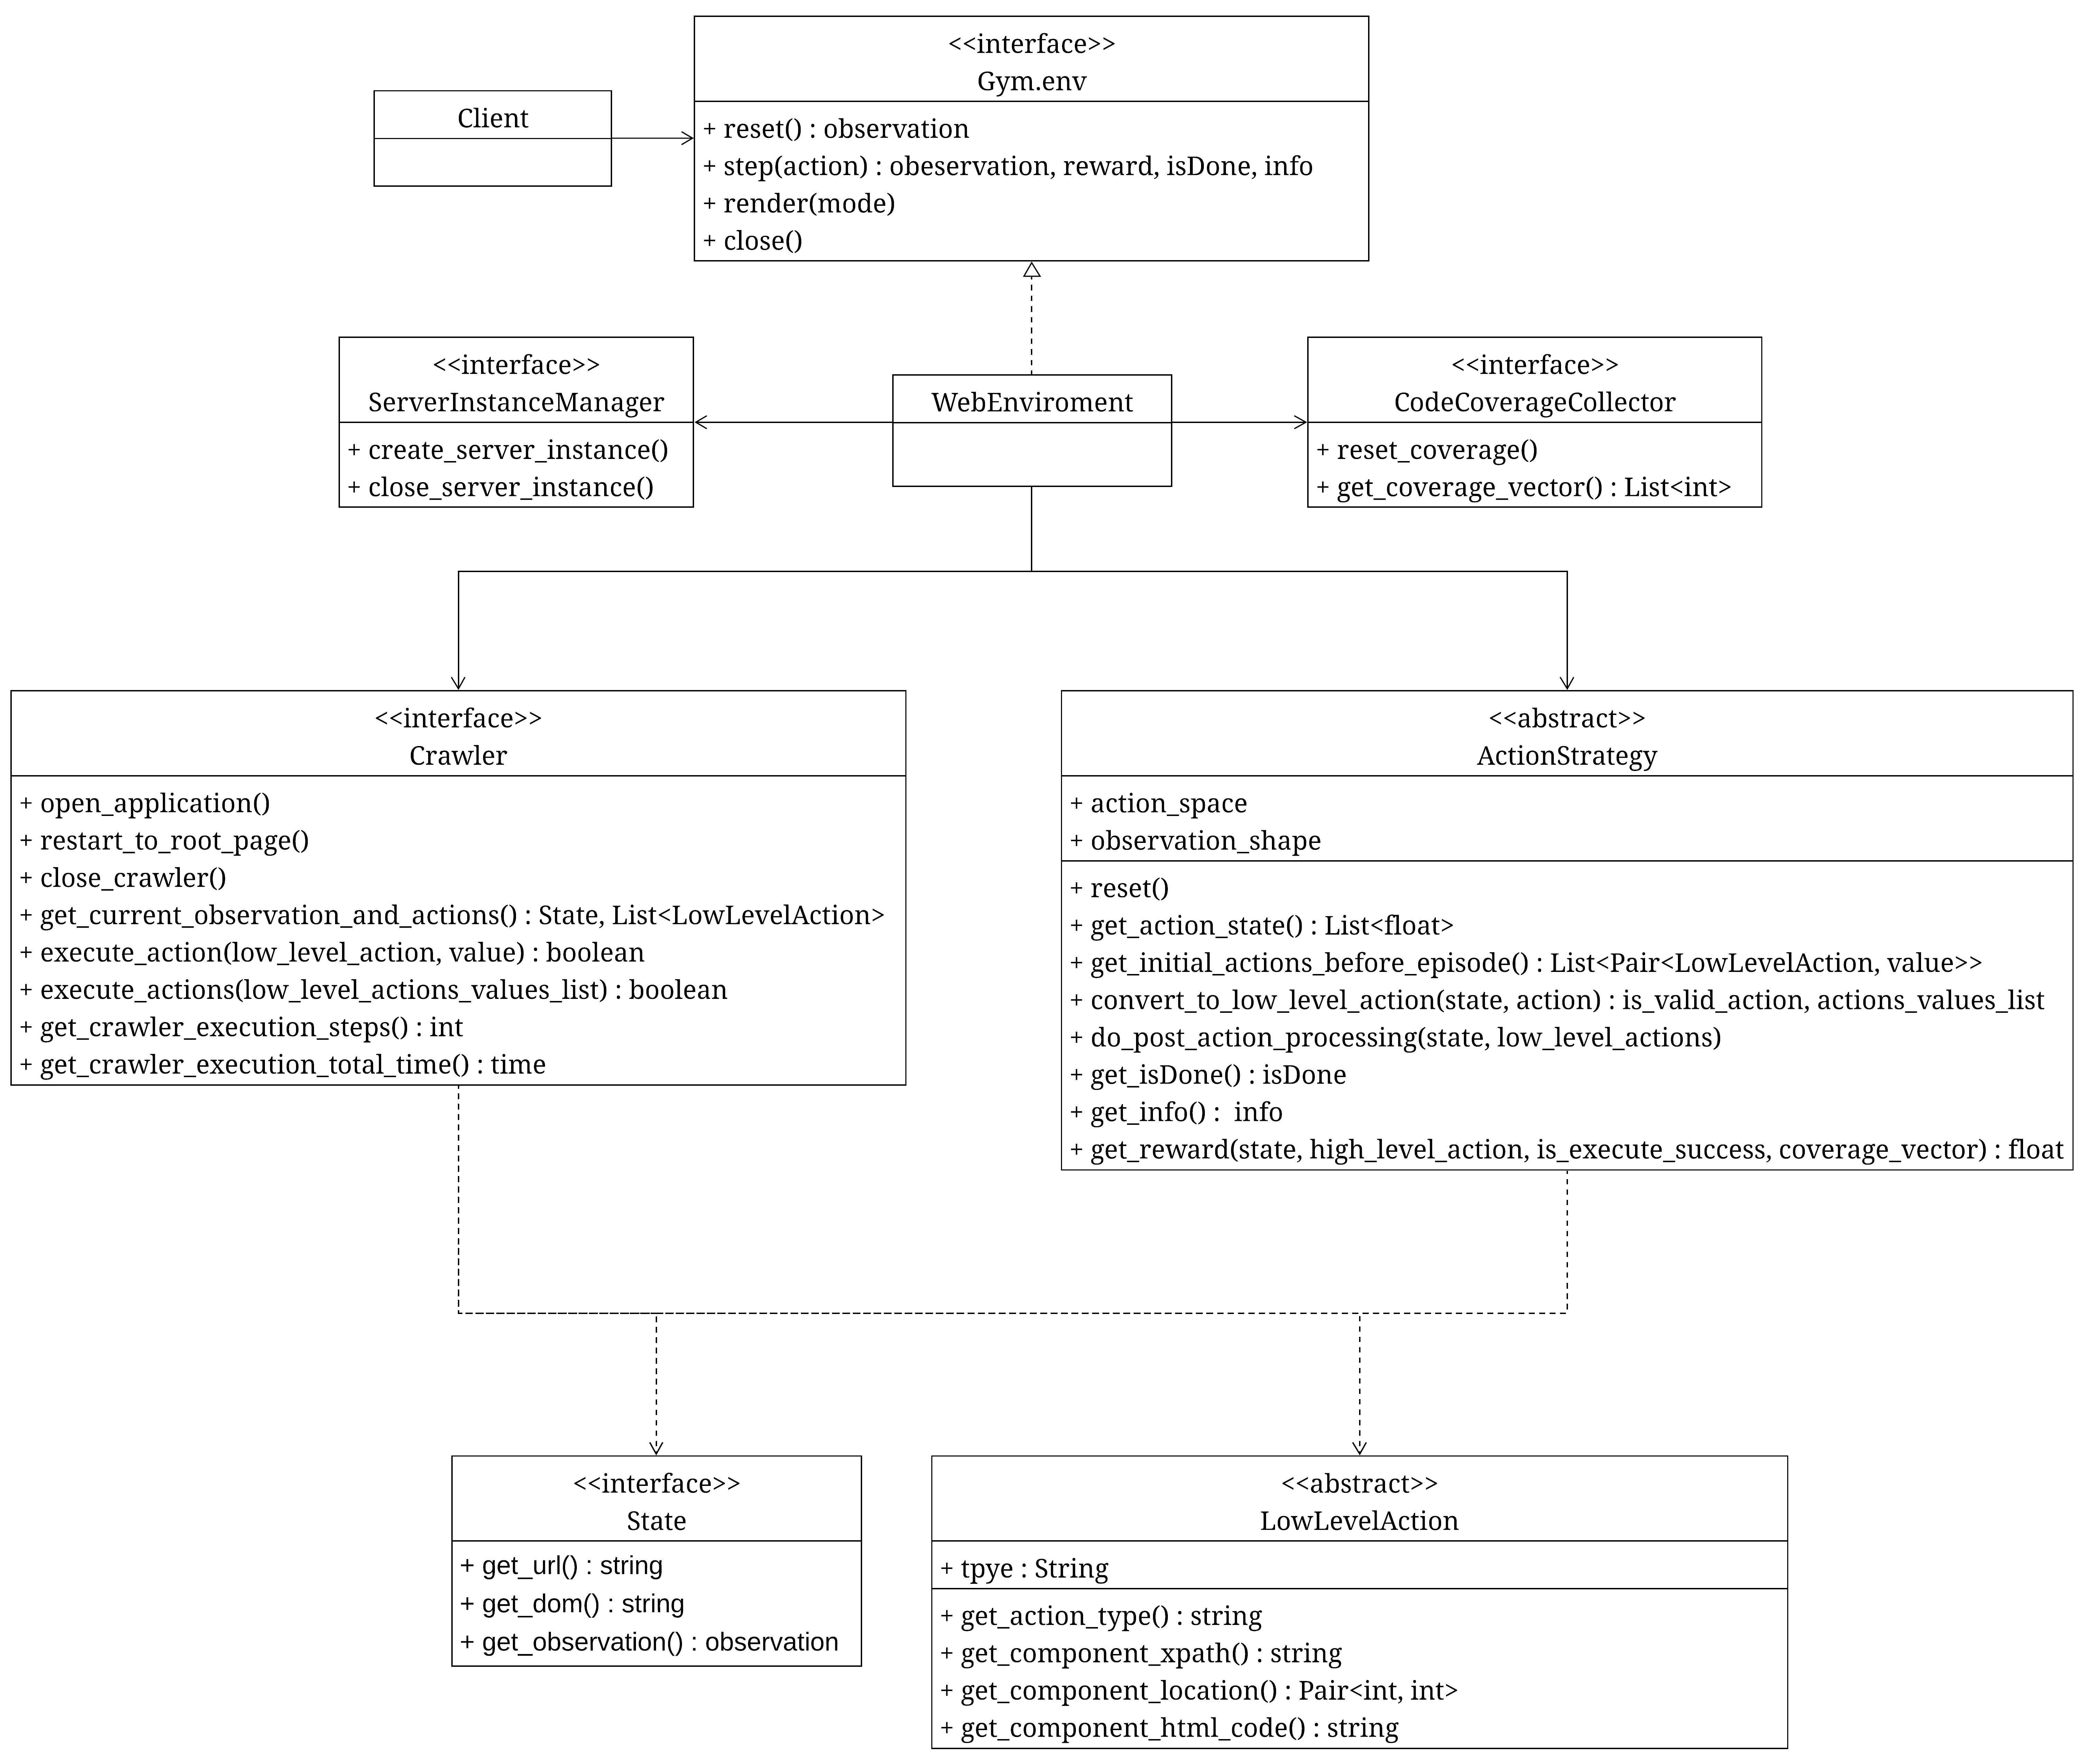 <<interface>>
Gym.env
+ reset() : observation
+ step(action) : obeservation, reward, isDone, info
+ render(mode)
+ close()
Client
<<interface>>
ServerInstanceManager
+ create_server_instance()
+ close_server_instance()
WebEnviroment
<<interface>>
CodeCoverageCollector
+ reset_coverage()
+ get_coverage_vector() : List<int>
<<interface>>
Crawler
+ open_application()
+ restart_to_root_page()
+ close_crawler()
+ get_current_observation_and_actions() : State, List<LowLevelAction>
+ execute_action(low_level_action, value) : boolean
+ execute_actions(low_level_actions_values_list) : boolean
+ get_crawler_execution_steps() : int
+ get_crawler_execution_total_time() : time
<<abstract>>
ActionStrategy
+ action_space
+ observation_shape
+ reset()
+ get_action_state() : List<float>
+ get_initial_actions_before_episode() : List<Pair<LowLevelAction, value>>
+ convert_to_low_level_action(state, action) : is_valid_action, actions_values_list
+ do_post_action_processing(state, low_level_actions)
+ get_isDone() : isDone
+ get_info() :  info
+ get_reward(state, high_level_action, is_execute_success, coverage_vector) : float
<<interface>>
State
+ get_url() : string
+ get_dom() : string
+ get_observation() : observation
<<abstract>>
LowLevelAction
+ tpye : String
+ get_action_type() : string
+ get_component_xpath() : string
+ get_component_location() : Pair<int, int>
+ get_component_html_code() : string